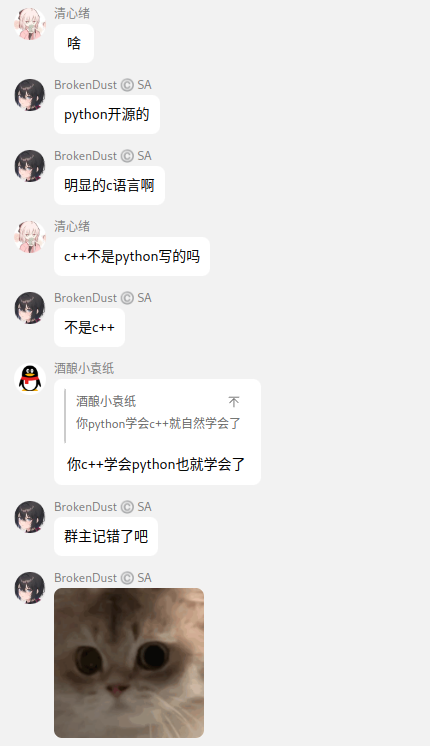 清心绪
啥
BrokenDust © SA
python开源的
BrokenDust © SA
明显的c语言啊
清心绪
c++不是python写的吗
BrokenDust © SA
不是c++
酒酿小袁纸
酒酿小袁纸 不
你python学会c++就自然学会了
你c++学会python也就学会了
BrokenDust © SA
群主记错了吧
BrokenDust © SA